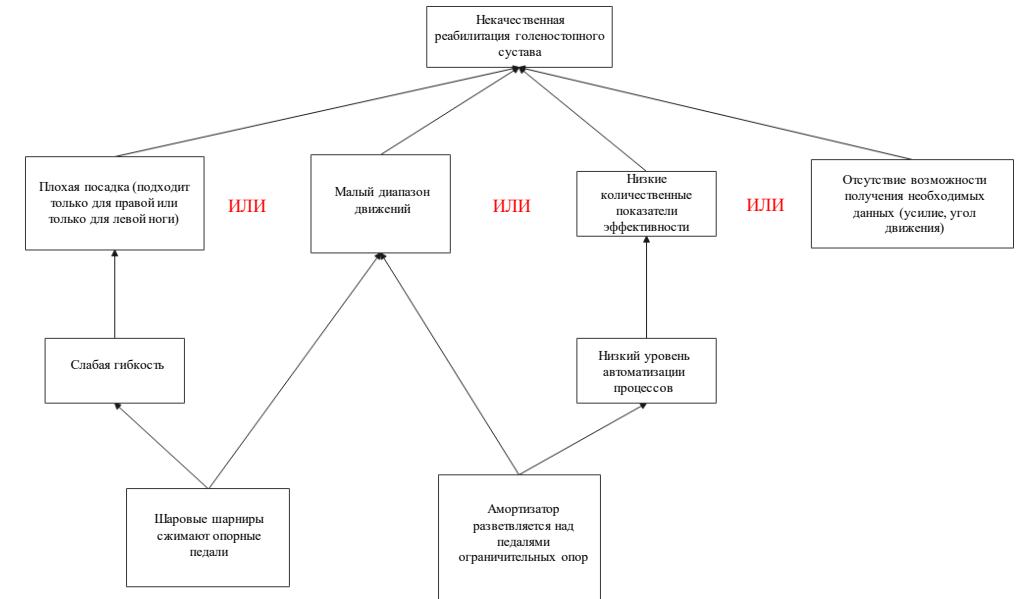 Некачественная
реабилитация голеностопного
сустава
Плохая посадка (подходит
только для правой или
только для левой ноги)
ИЛИ
Малый диапазон
движений
ИЛИ
Низкие
количественные
показатели
эффективности
ИЛИ
Отсутствие возможности
получения необходимых
данных (усилие, угол
движения)
Слабая гибкость
Низкий уровень
автоматизации
процессов
Шаровые шарниры
сжимают опорные
педали
Амортизатор
разветвляется над
педалями
ограничительных опор